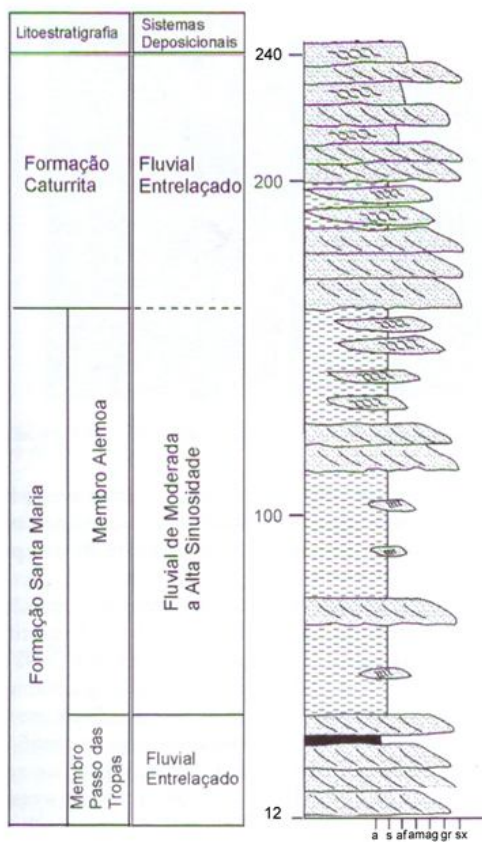 Litoestratigrafia
Sistemas
Deposicionais
240
Formação
Caturrita
Fluvial
Entrelaçado
200
Formação Santa Maria
Membro Alemoa
Fluvial de Moderada
a Alta Sinuosidade
100
Membro
Passo das
Tropas
Fluvial
Entrelaçado
12
a s af am ag gr sx